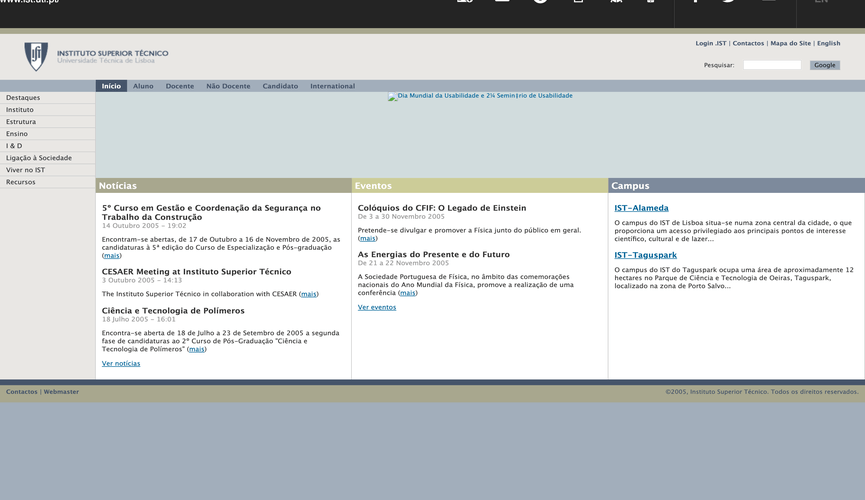 Login .IST | Contactos | Mapa do Site | English
INSTITUTO SUPERIOR TÉCNICO
Universidade Técnica de Lisboa
Pesquisar:
Google
Início Aluno Docente Não Docente Candidato International
Destaques
Instituto
Estrutura
Ensino
I & D
Ligação à Sociedade
Viver no IST
Recursos
Dia Mundial da Usabilidade e
de Usabilidade
Notícias
5º Curso em Gestão e Coordenação da Segurança no
Trabalho da Construção
14 Outubro 2005 - 19:02
Encontram-se abertas, de 17 de Outubro a 16 de Novembro de 2005, as
candidaturas à 5ª edição do Curso de Especialização e Pós-graduação
(mais)
CESAER Meeting at Instituto Superior Técnico
3 Outubro 2005 - 14:13
The Instituto Superior Técnico in collaboration with CESAER (mais)
Ciência e Tecnologia de Polímeros
18 Julho 2005 - 16:01
Encontra-se aberta de 18 de Julho a 23 de Setembro de 2005 a segunda
fase de candidaturas ao 2º Curso de Pós-Graduação "Ciência e
Tecnologia de Polímeros" (mais)
Ver notícias
Eventos
Colóquios do CFIF: O Legado de Einstein
De 3 a 30 Novembro 2005
Pretende-se divulgar e promover a Física junto do público em geral.
(mais)
As Energias do Presente e do Futuro
De 21 a 22 Novembro 2005
A Sociedade Portuguesa de Física, no âmbito das comemorações
nacionais do Ano Mundial da Física, promove a realização de uma
conferência (mais)
Ver eventos
Campus
IST-Alameda
O campus do IST de Lisboa situa-se numa zona central da cidade, o que
proporciona um acesso privilegiado aos principais pontos de interesse
científico, cultural e de lazer...
IST-Taguspark
O campus do IST do Taguspark ocupa uma área de aproximadamente 12
hectares no Parque de Ciência e Tecnologia de Oeiras, Taguspark,
localizado na zona de Porto Salvo...
Contactos | Webmaster
©2005, Instituto Superior Técnico. Todos os direitos reservados.